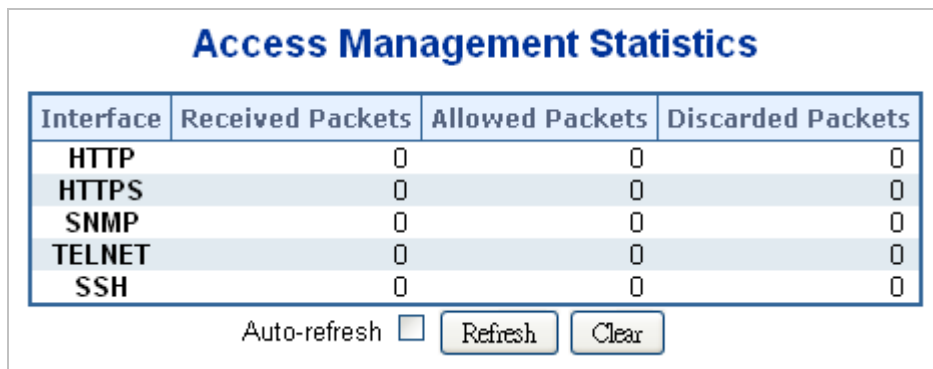 Access Management Statistics
Interface Received Packets Allowed Packets Discarded Packets
HTTP 0 0 0
HTTPS 0 0 0
SNMP 0 0 0
TELNET 0 0 0
SSH 0 0 0
Auto-refresh Refresh Clear